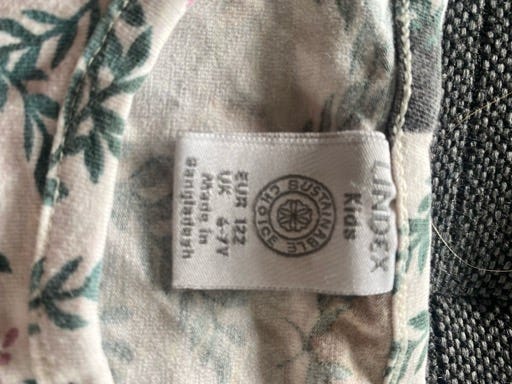 LINDEX
Kids
SUSTAINABLE CHOICE
EUR 122
UK 6-7Y
Made in
Bangladesh